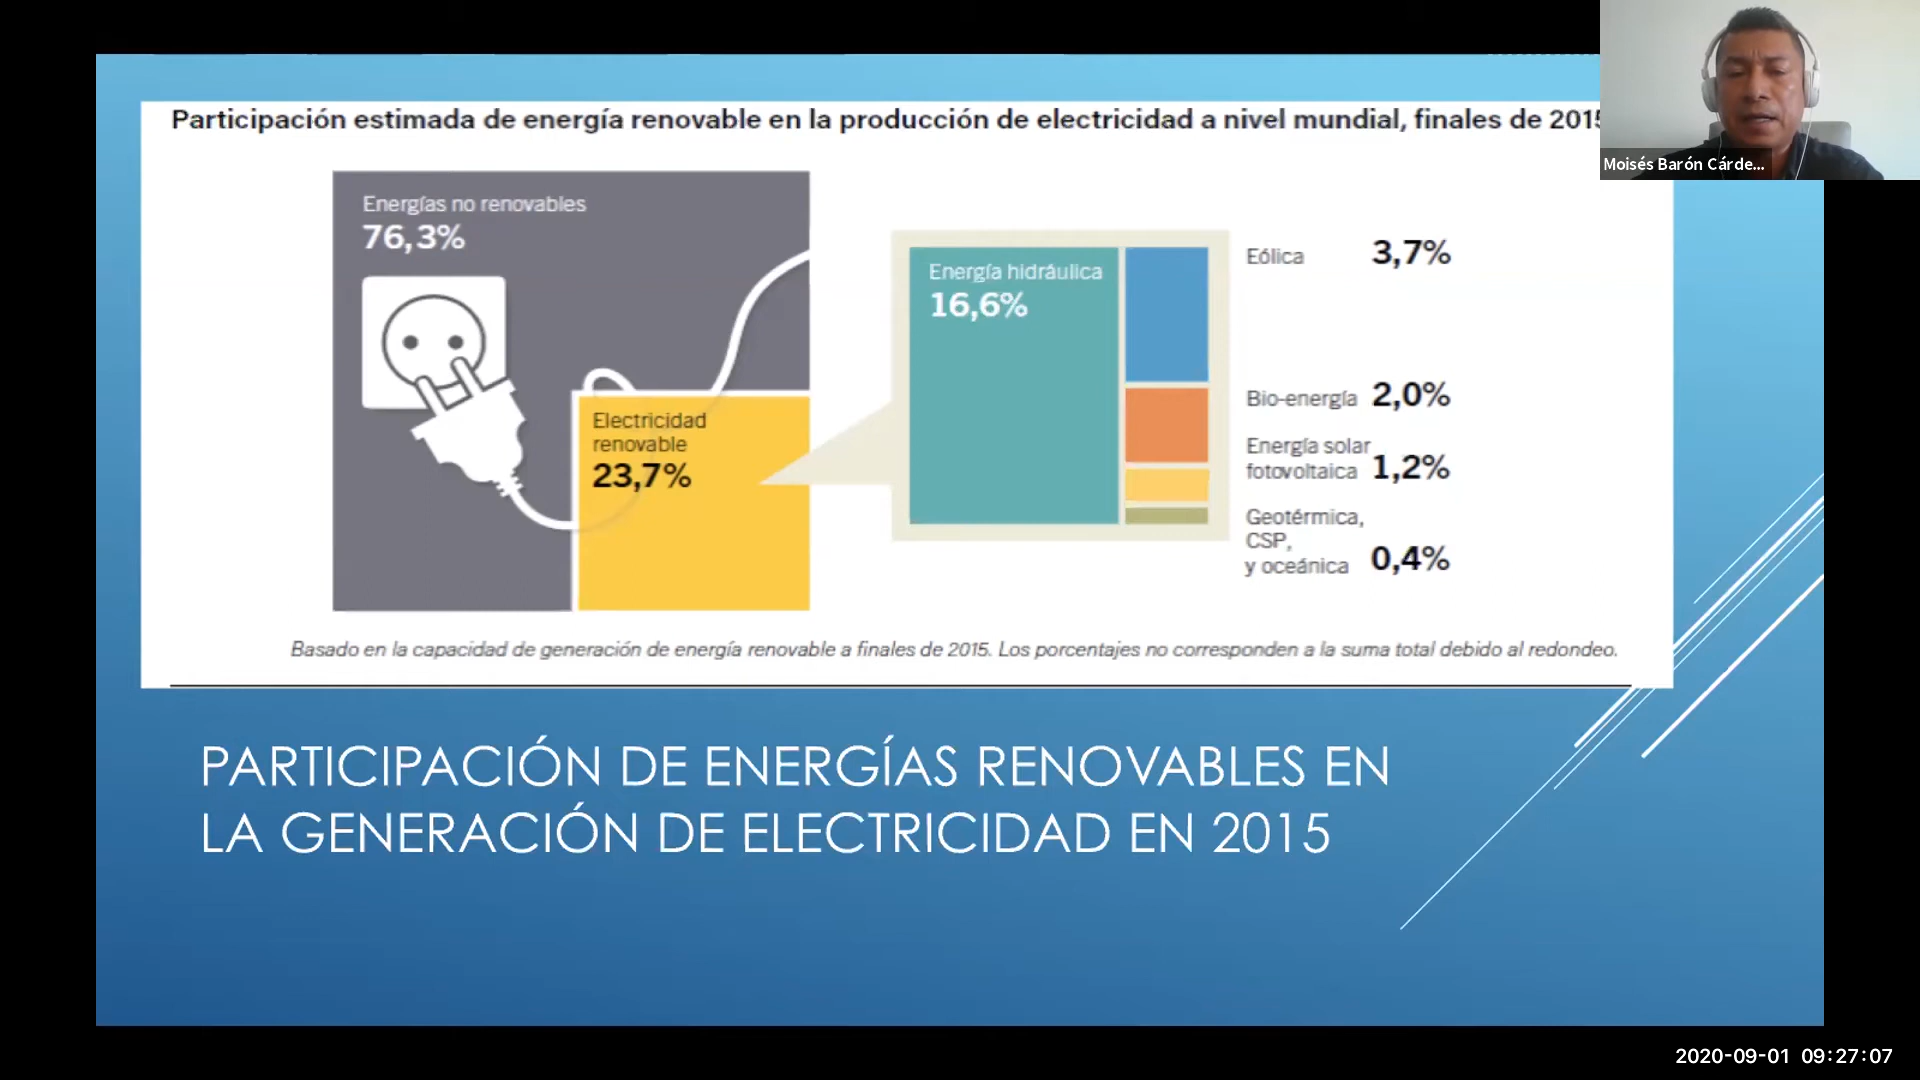 Participación estimada de energía renovable en la producción de electricidad a nivel mundial, finales de 2015
Moisés Barón Cárde...
Energías no renovables
76,3%
Electricidad
renovable
23,7%
Energía hidráulica
16,6%
Eólica 3,7%
Bio-energía 2,0%
Energía solar
fotovoltaica 1,2%
Geotérmica,
CSP,
y oceánica 0,4%
Basado en la capacidad de generación de energía renovable a finales de 2015. Los porcentajes no corresponden a la suma total debido al redondeo.
PARTICIPACIÓN DE ENERGÍAS RENOVABLES EN
LA GENERACIÓN DE ELECTRICIDAD EN 2015
2020-09-01 09:27:07